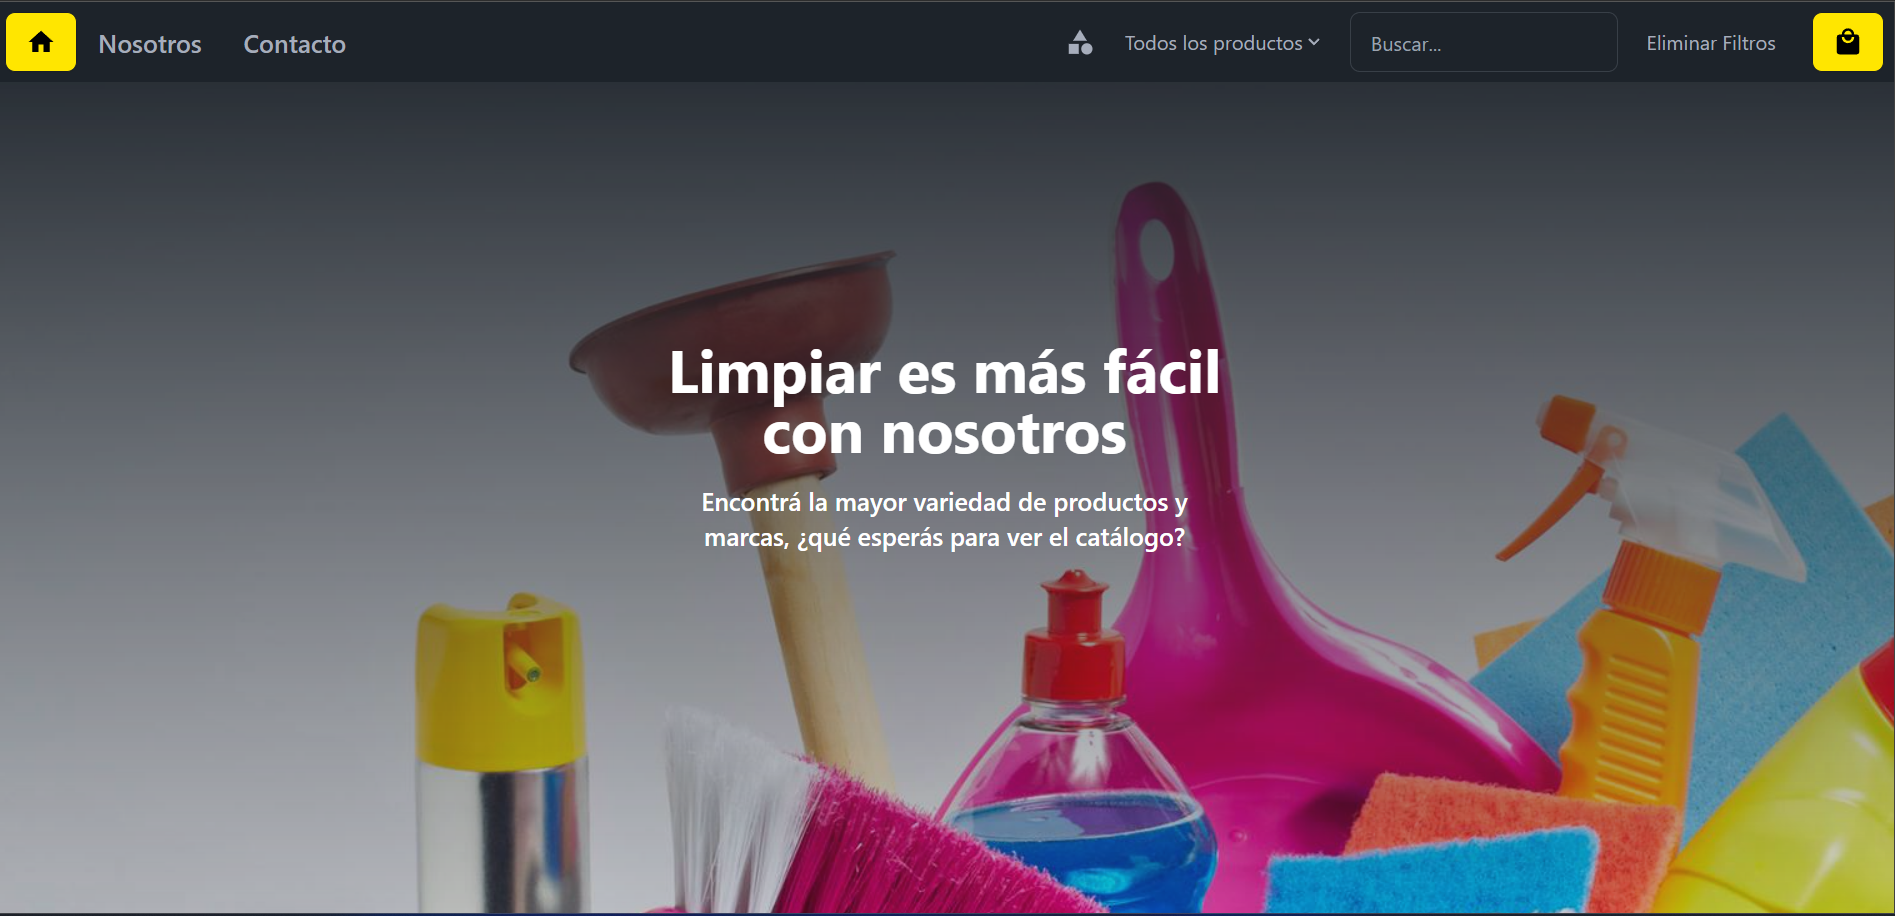 Nosotros
Contacto
Todos los productos
Buscar...
Eliminar Filtros
Limpiar es más fácil
con nosotros
Encontrá la mayor variedad de productos y
marcas, ¿qué esperás para ver el catálogo?